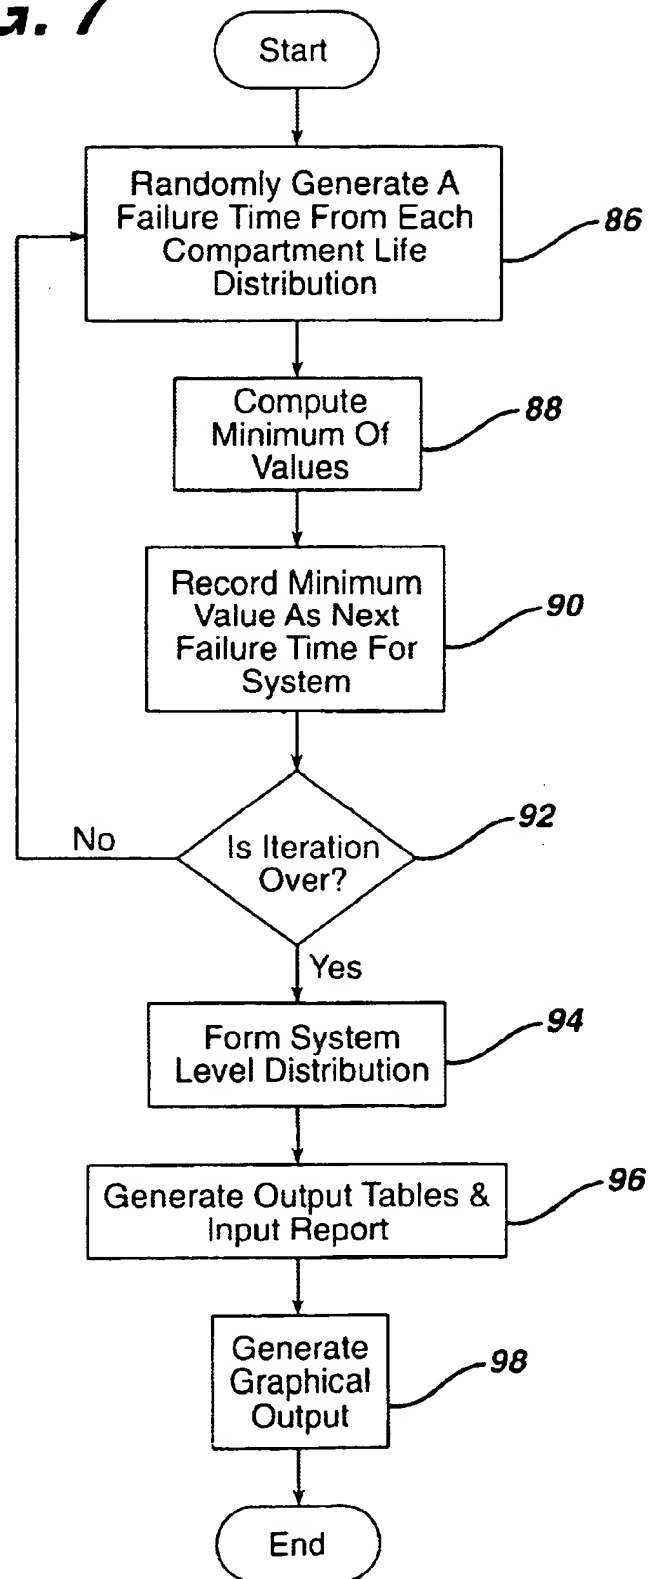 G. 7
Start
Randomly Generate A
Failure Time From Each
Compartment Life
Distribution
86
Compute
Minimum Of
Values
88
Record Minimum
Value As Next
Failure Time For
System
90
Is Iteration
Over?
92
No
Yes
Form System
Level Distribution
94
Generate Output Tables &
Input Report
96
Generate
Graphical
Output
98
End